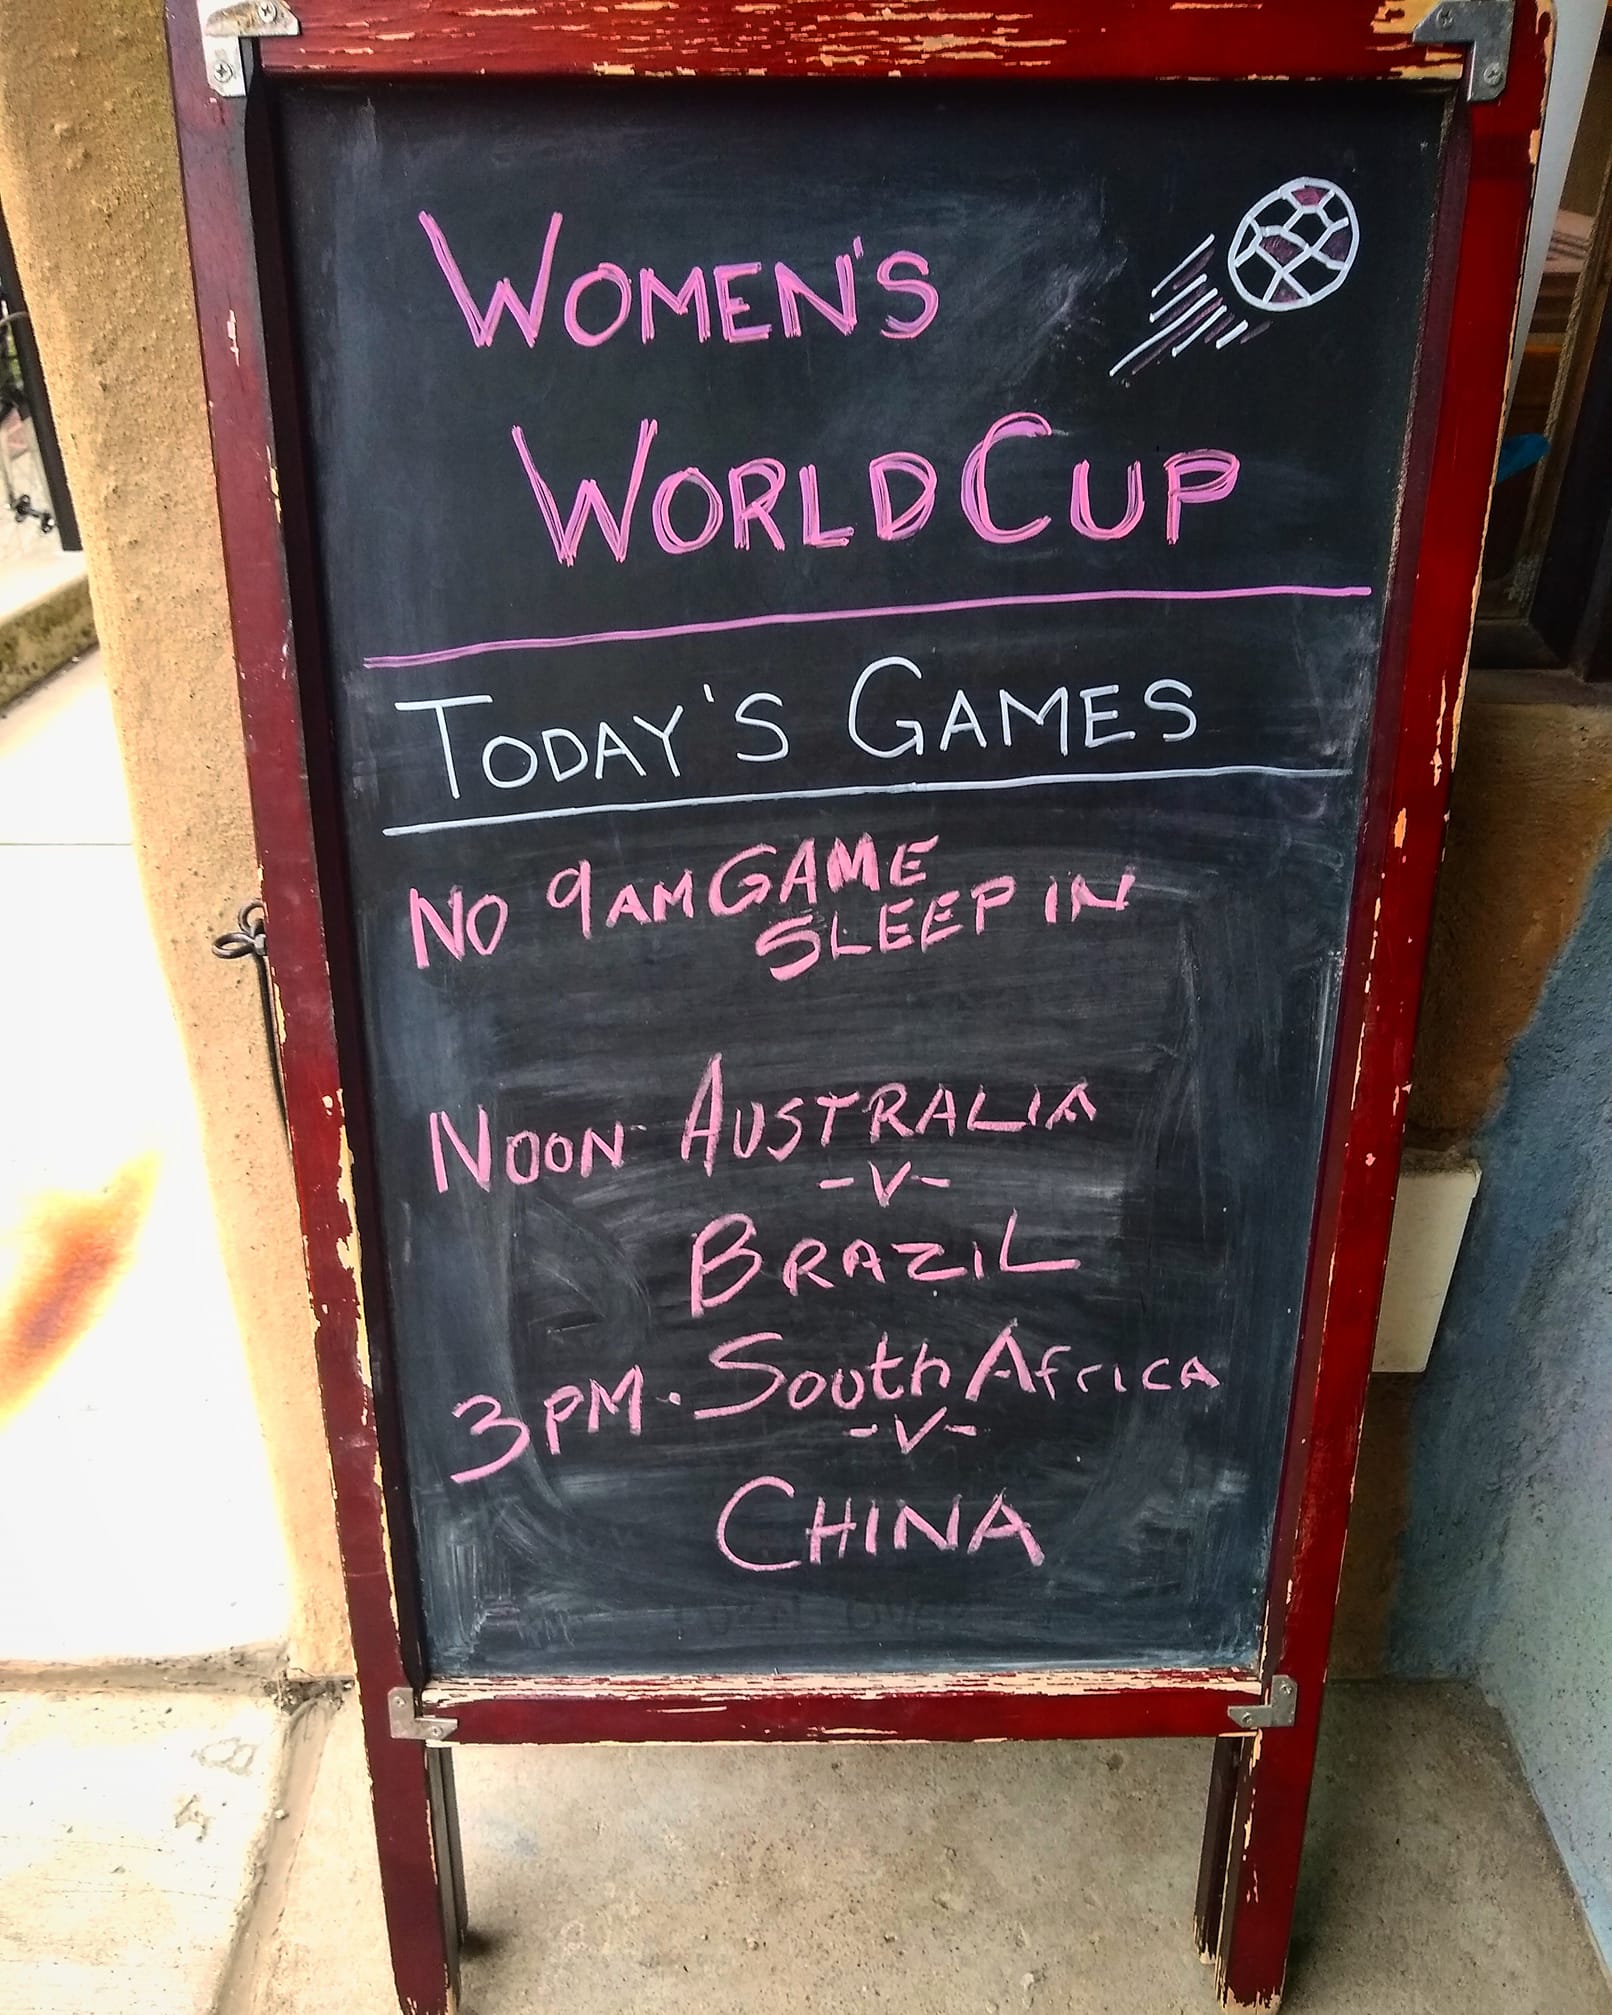 WOMEN'S
WORLD CUP
TODAY'S GAMES
NO 9AM GAME
SLEEP IN
NOON - AUSTRALIA
-V-
BRAZIL
3PM. South AfricA
-V-
CHINA